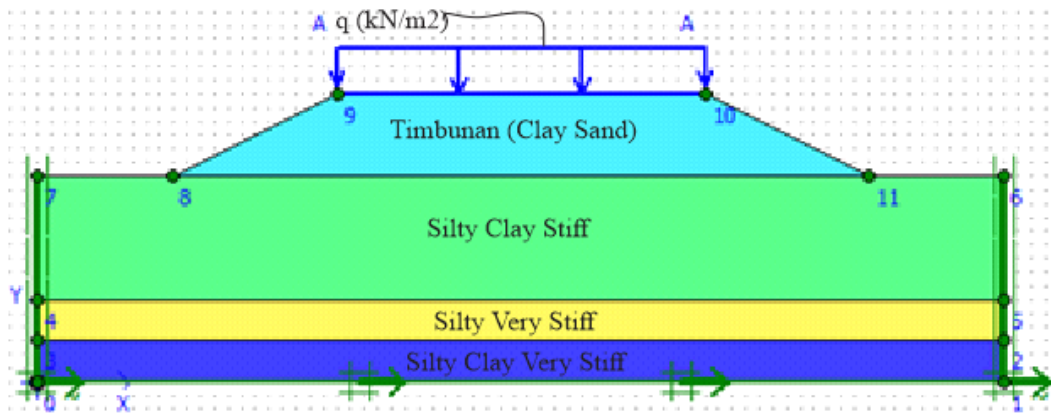 A q (kN/m2) A
9 10
Timbunan (Clay Sand)
7 8 11 6
Silty Clay Stiff
Y
4 Silty Very Stiff 5
3 Silty Clay Very Stiff 2
0 X 1